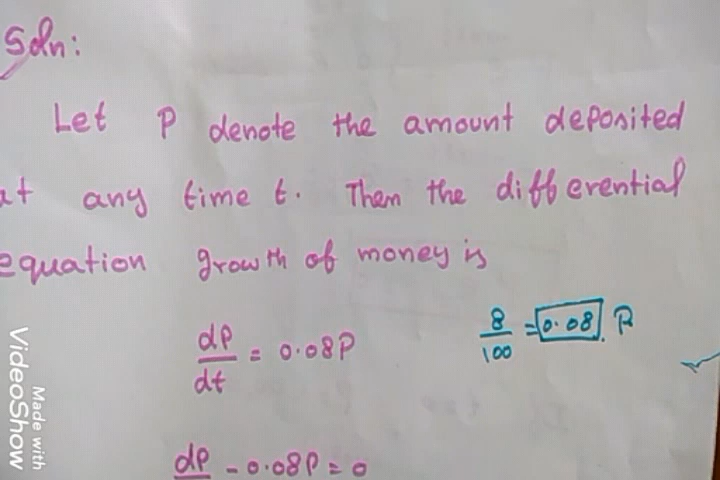 Soln:
Let P denote the amount deposited
at any time t. Then the differential
equation growth of money is
dP/dt = 0.08P
8/100 = 0.08. P
dP - 0.08P = 0
Made with
VideoShow